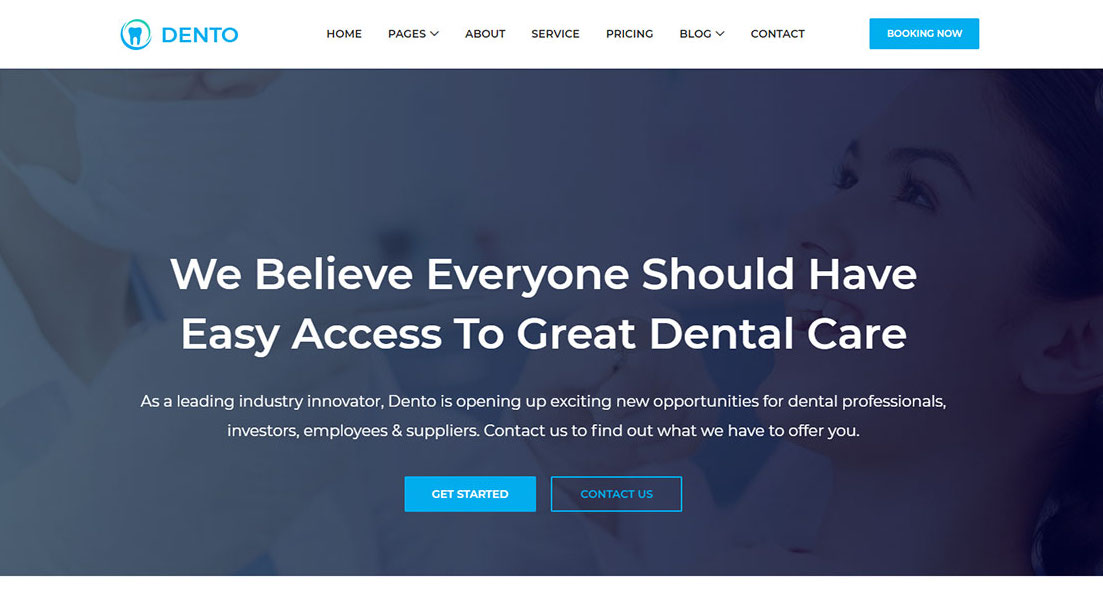 DENTO
HOME PAGES ABOUT SERVICE PRICING BLOG CONTACT
BOOKING NOW
We Believe Everyone Should Have
Easy Access To Great Dental Care
As a leading industry innovator, Dento is opening up exciting new opportunities for dental professionals,
investors, employees & suppliers. Contact us to find out what we have to offer you.
GET STARTED
CONTACT US